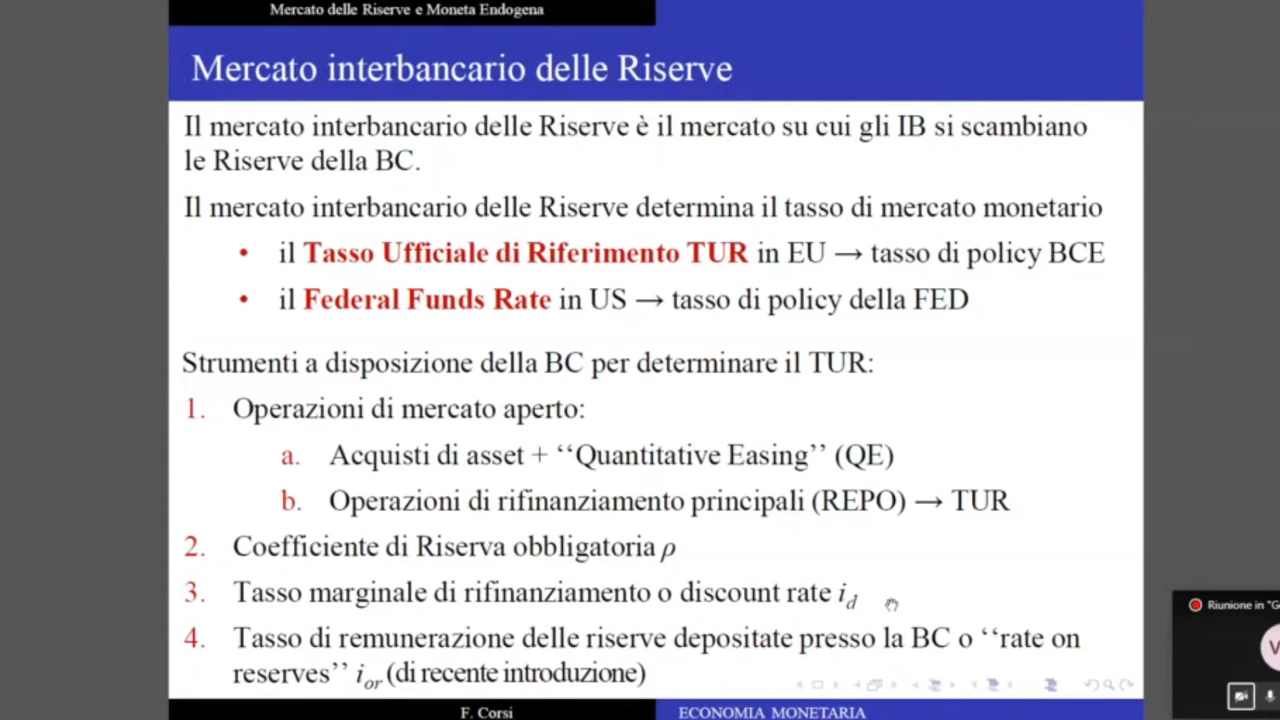 Mercato delle Riserve e Moneta Endogena
Mercato interbancario delle Riserve
Il mercato interbancario delle Riserve è il mercato su cui gli IB si scambiano
le Riserve della BC.
Il mercato interbancario delle Riserve determina il tasso di mercato monetario
• il Tasso Ufficiale di Riferimento TUR in EU → tasso di policy BCE
• il Federal Funds Rate in US → tasso di policy della FED
Strumenti a disposizione della BC per determinare il TUR:
1. Operazioni di mercato aperto:
a. Acquisti di asset + ‘‘Quantitative Easing’’ (QE)
b. Operazioni di rifinanziamento principali (REPO) → TUR
2. Coefficiente di Riserva obbligatoria ρ
3. Tasso marginale di rifinanziamento o discount rate i_d
4. Tasso di remunerazione delle riserve depositate presso la BC o ‘‘rate on
reserves’’ i_or (di recente introduzione)
Riunione in "G
V
F. Corsi
ECONOMIA MONETARIA